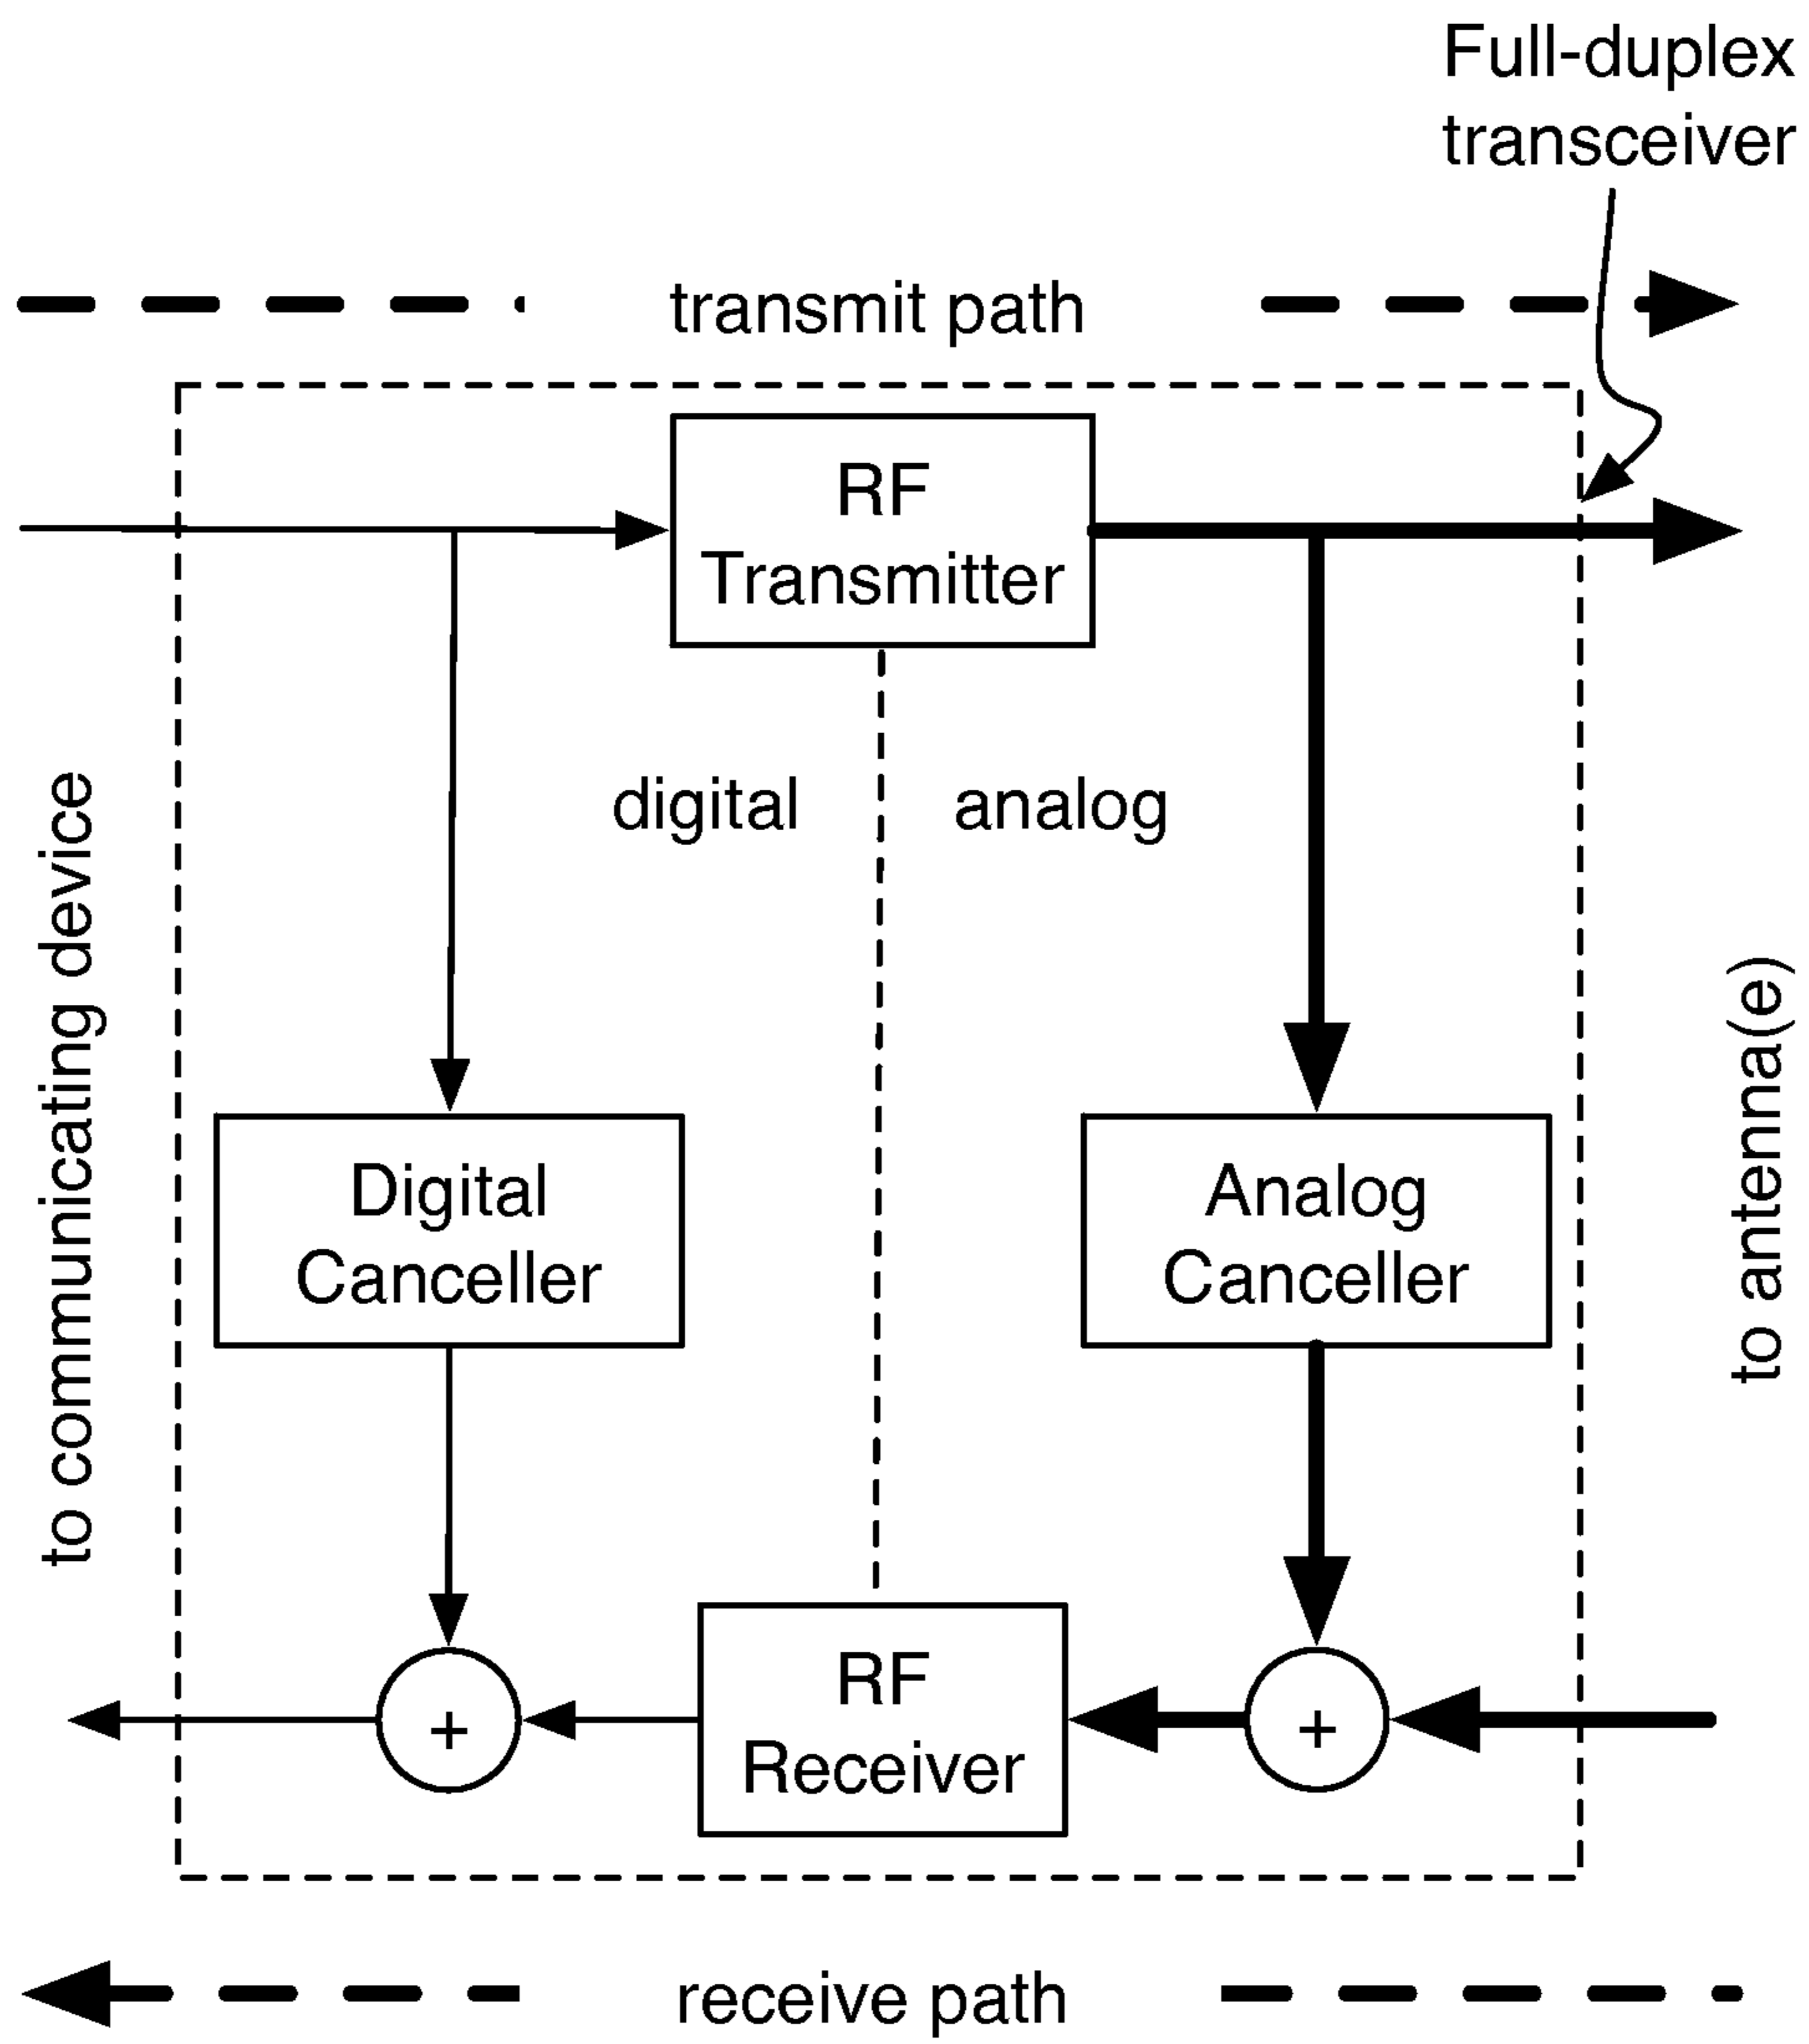 Full-duplex
transceiver
transmit path
RF
Transmitter
digital
analog
to communicating device
to antenna(e)
Digital
Canceller
Analog
Canceller
+
RF
Receiver
+
receive path